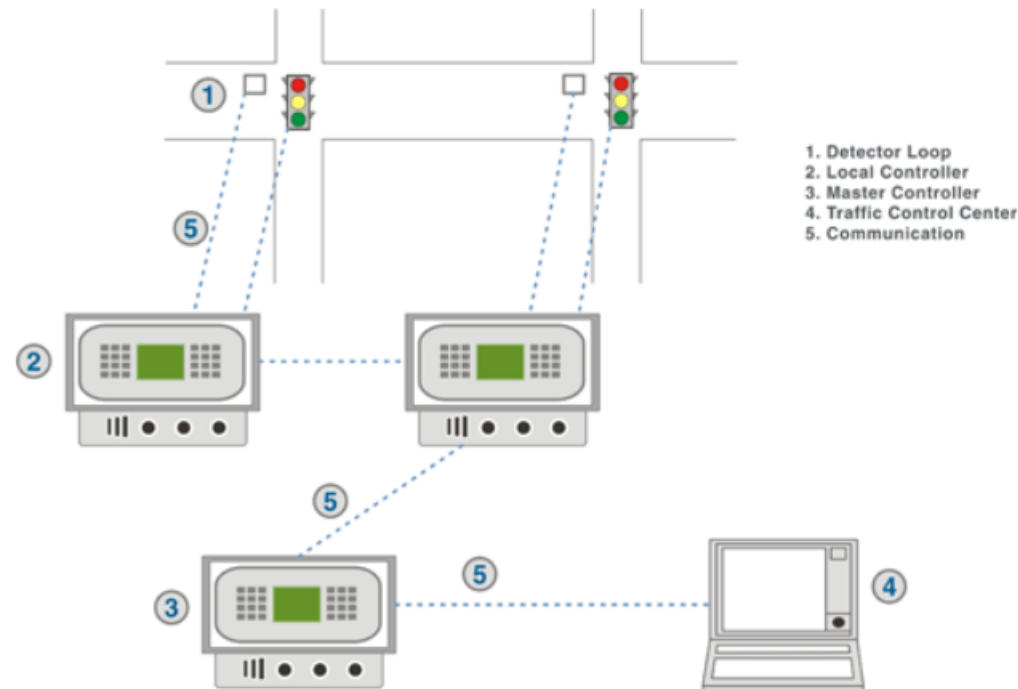 1
1. Detector Loop
2. Local Controller
3. Master Controller
4. Traffic Control Center
5. Communication
5
2
5
5
3
4